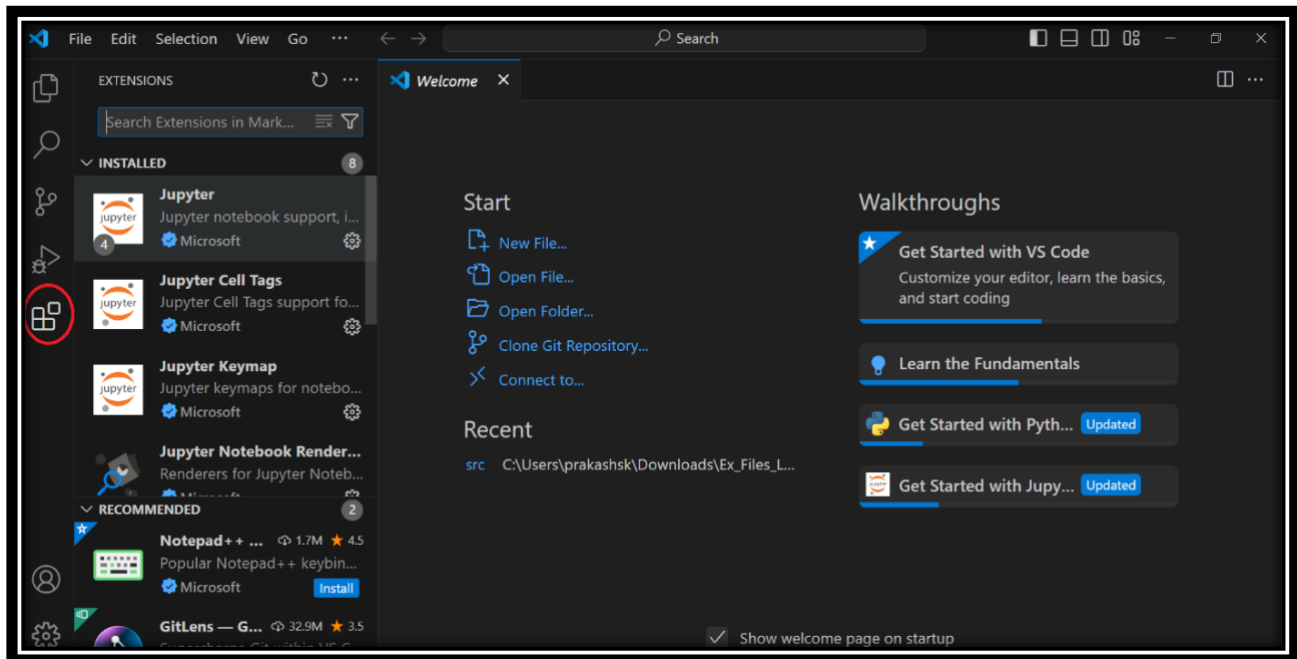 File Edit Selection View Go ··· Search
EXTENSIONS
Welcome
Search Extensions in Mark...
INSTALLED 8
Jupyter
Jupyter notebook support, i...
Microsoft
jupyter
4
Jupyter Cell Tags
Jupyter Cell Tags support fo...
Microsoft
jupyter
Jupyter Keymap
Jupyter keymaps for notebo...
Microsoft
jupyter
Jupyter Notebook Render...
Renderers for Jupyter Noteb...
Microsoft
RECOMMENDED 2
Notepad++ ... 1.7M ★ 4.5
Popular Notepad++ keybin...
Microsoft Install
GitLens — G... 32.9M ★ 3.5
Start
New File...
Open File...
Open Folder...
Clone Git Repository...
Connect to...
Recent
src C:\Users\prakashsk\Downloads\Ex_Files_L...
Walkthroughs
Get Started with VS Code
Customize your editor, learn the basics,
and start coding
Learn the Fundamentals
Get Started with Pyth... Updated
Get Started with Jupy... Updated
Show welcome page on startup